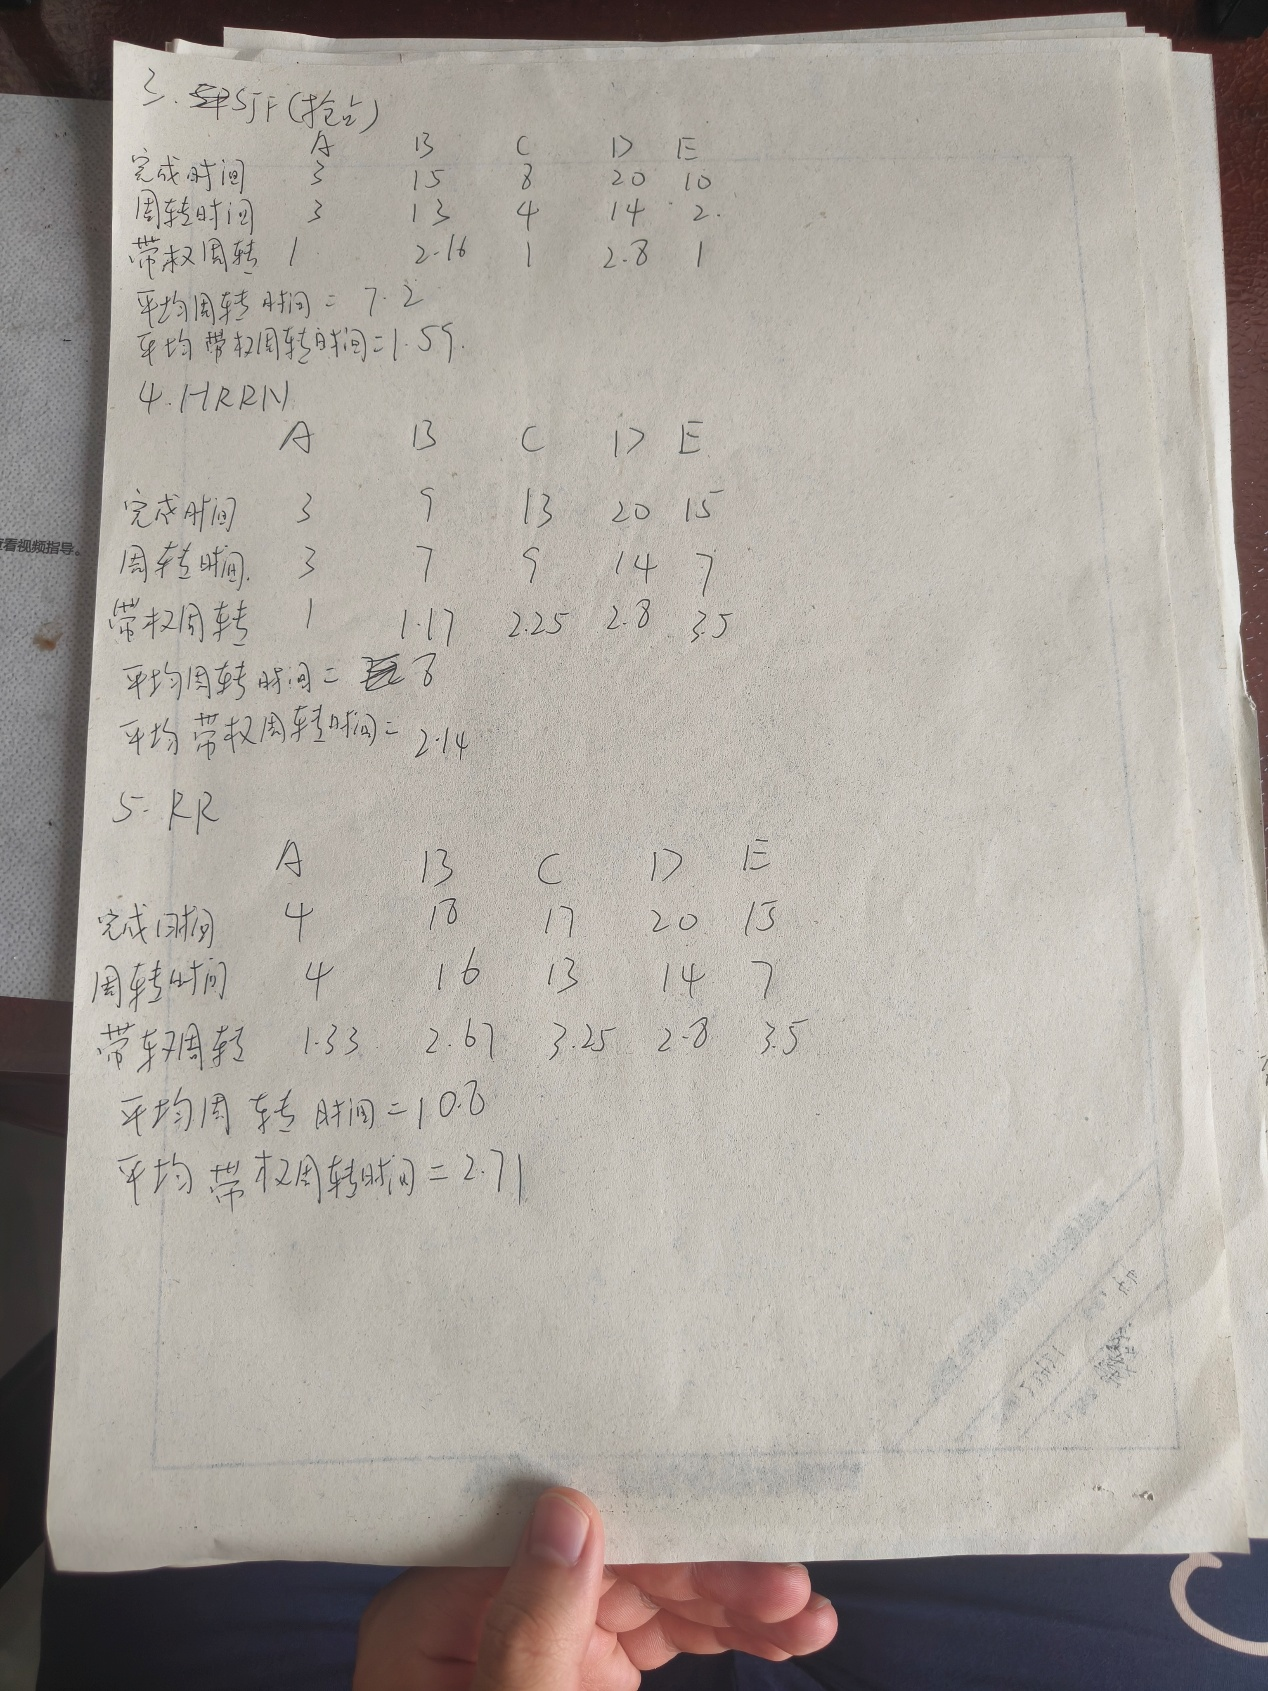 3. SJF(抢占)
A B C D E
完成时间 3 15 8 20 10
周转时间 3 13 4 14 2.
带权周转 1 2.16 1 2.8 1
平均周转时间= 7.2
平均带权周转时间=1.59.
4.HRRN
A B C D E
完成时间 3 9 13 20 15
周转时间. 3 7 9 14 7
带权周转 1 1.17 2.25 2.8 3.5
平均周转时间= 8
平均带权周转时间= 2.14
5. RR
A B C D E
完成时间 4 18 17 20 15
周转时间 4 16 13 14 7
带权周转 1.33 2.67 3.25 2.8 3.5
平均周转时间=10.8
平均带权周转时间=2.71
看视频指导。